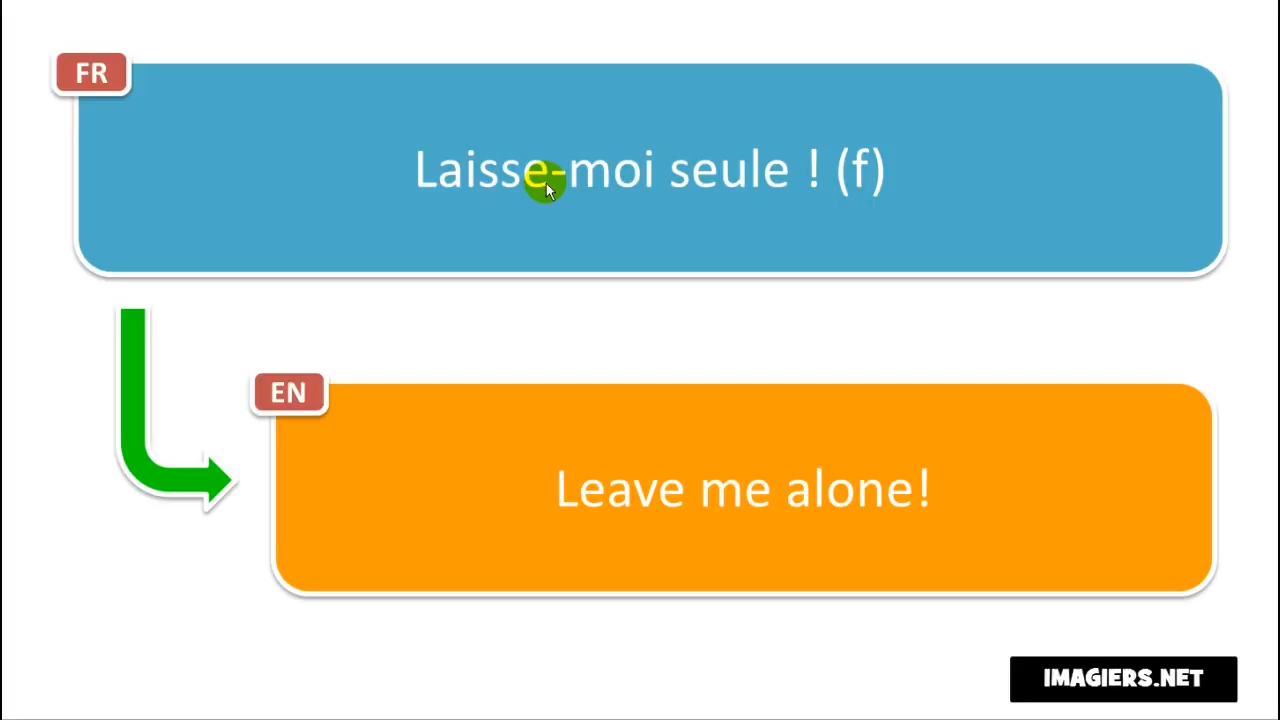 FR
Laisse-moi seule ! (f)
EN
Leave me alone!
IMAGIERS.NET